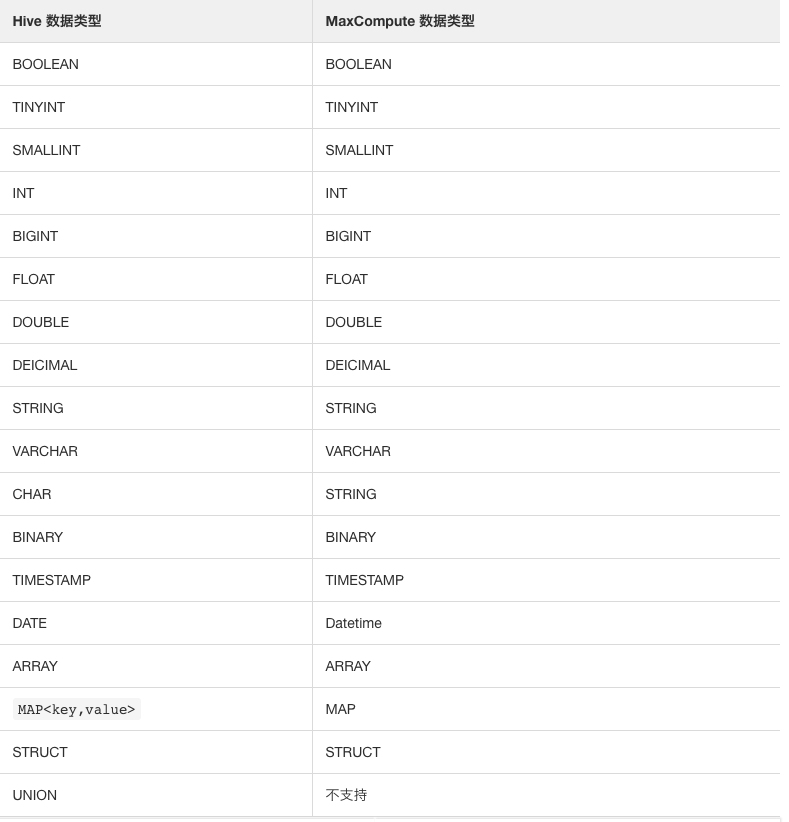 Hive 数据类型 MaxCompute 数据类型
BOOLEAN BOOLEAN
TINYINT TINYINT
SMALLINT SMALLINT
INT INT
BIGINT BIGINT
FLOAT FLOAT
DOUBLE DOUBLE
DEICIMAL DEICIMAL
STRING STRING
VARCHAR VARCHAR
CHAR STRING
BINARY BINARY
TIMESTAMP TIMESTAMP
DATE Datetime
ARRAY ARRAY
MAP<key,value> MAP
STRUCT STRUCT
UNION 不支持